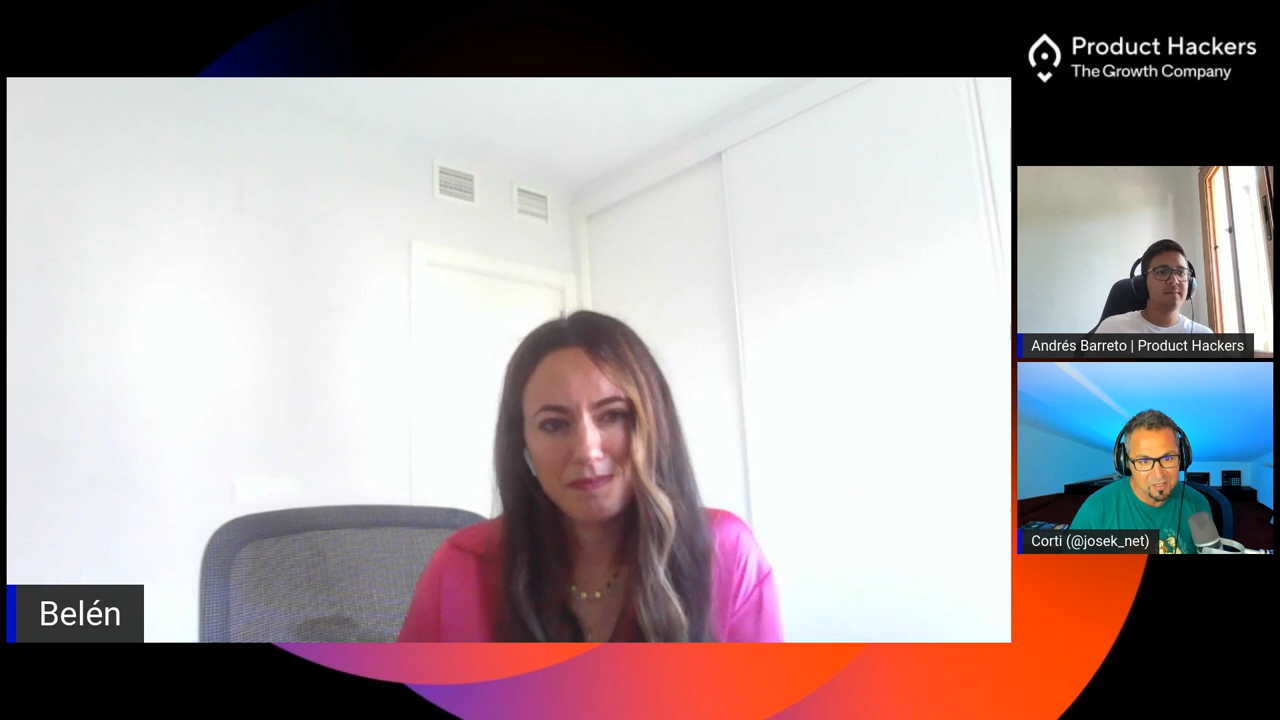 Product Hackers
The Growth Company
Andrés Barreto | Product Hackers
Corti (@josek_net)
Belén